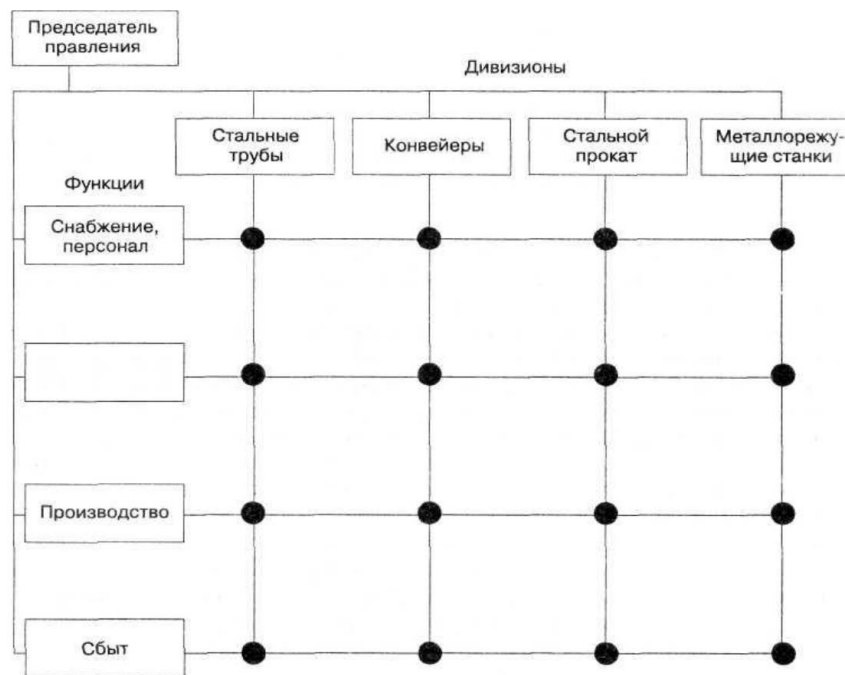 Председатель
правления
Дивизионы
Стальные
трубы
Конвейеры
Стальной
прокат
Металлорежу-
щие станки
Функции
Снабжение,
персонал
Производство
Сбыт